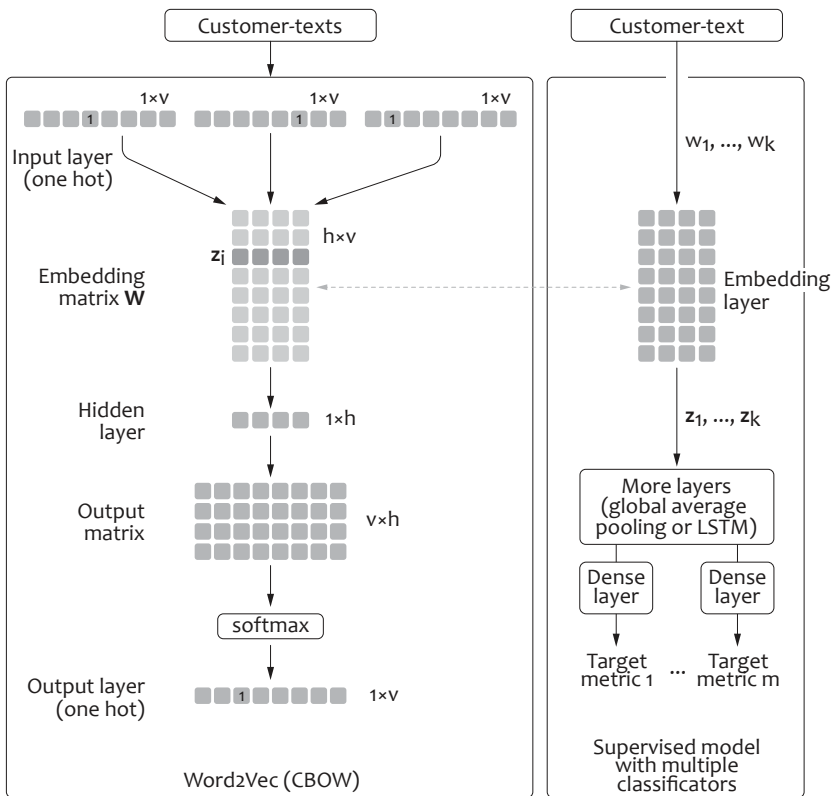 Customer-texts
1×v
1×v
1×v
1
1
1
Input layer
(one hot)
h×v
zi
Embedding
matrix W
Hidden
layer
1×h
Output
matrix
v×h
softmax
Output layer
(one hot)
1
1×v
Word2Vec (CBOW)
Customer-text
w1, ..., wk
Embedding
layer
z1, ..., zk
More layers
(global average
pooling or LSTM)
Dense
layer
Dense
layer
Target
metric 1
...
Target
metric m
Supervised model
with multiple
classificators